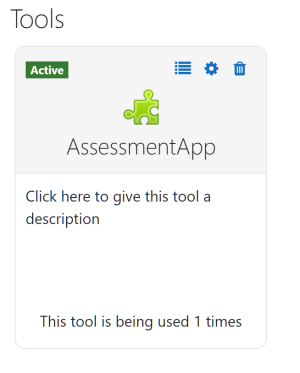 Tools
Active
AssessmentApp
Click here to give this tool a
description
This tool is being used 1 times